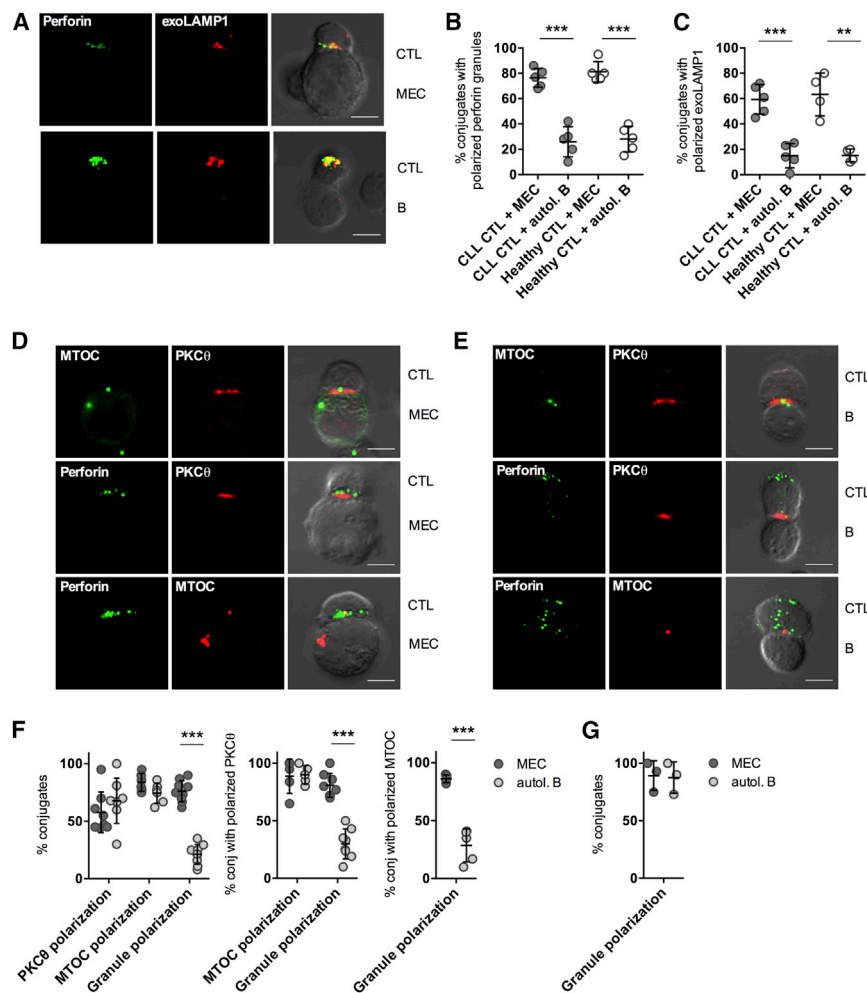 A
Perforin
exoLAMP1
CTL
MEC
CTL
B
B
% conjugates with
polarized perforin granules
100
80
60
40
20
0
***
***
CLL CTL + MEC
CLL CTL + autol. B
Healthy CTL + MEC
Healthy CTL + autol. B
C
% conjugates with
polarized exoLAMP1
100
80
60
40
20
0
***
**
CLL CTL + MEC
CLL CTL + autol. B
Healthy CTL + MEC
Healthy CTL + autol. B
D
MTOC
PKCθ
CTL
MEC
Perforin
PKCθ
CTL
MEC
Perforin
MTOC
CTL
MEC
E
MTOC
PKCθ
CTL
B
Perforin
PKCθ
CTL
B
Perforin
MTOC
CTL
B
F
% conjugates
100
50
0
***
PKCθ polarization
MTOC polarization
Granule polarization
% conj with polarized PKCθ
100
50
0
***
MTOC polarization
Granule polarization
% conj with polarized MTOC
100
50
0
***
Granule polarization
MEC
autol. B
G
% conjugates
100
50
0
Granule polarization
MEC
autol. B